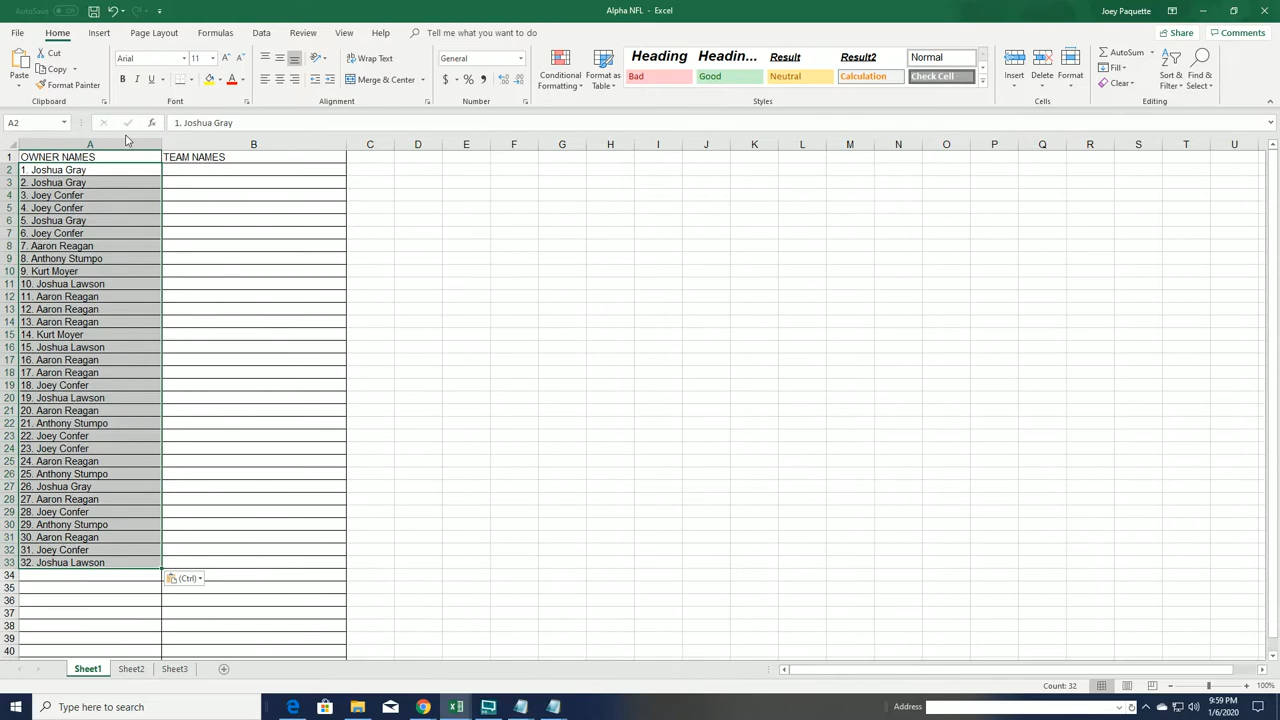 AutoSave Off
Alpha NFL - Excel
Joey Paquette
File Home Insert Page Layout Formulas Data Review View Help Tell me what you want to do
Share Comments
Paste Cut Copy Format Painter Clipboard
Arial 11 A A B I U A Font
ab Wrap Text Merge & Center Alignment
General $ % Number
Conditional Formatting Format as Table
Heading Headin... Result Result2 Normal
Bad Good Neutral Calculation Check Cell
Styles
Insert Delete Format Cells
AutoSum Fill Clear Sort & Filter Find & Select Editing
A2 fx 1. Joshua Gray
A B C D E F G H I J K L M N O P Q R S T U
1 OWNER NAMES TEAM NAMES
2 1. Joshua Gray
3 2. Joshua Gray
4 3. Joey Confer
5 4. Joey Confer
6 5. Joshua Gray
7 6. Joey Confer
8 7. Aaron Reagan
9 8. Anthony Stumpo
10 9. Kurt Moyer
11 10. Joshua Lawson
12 11. Aaron Reagan
13 12. Aaron Reagan
14 13. Aaron Reagan
15 14. Kurt Moyer
16 15. Joshua Lawson
17 16. Aaron Reagan
18 17. Aaron Reagan
19 18. Joey Confer
20 19. Joshua Lawson
21 20. Aaron Reagan
22 21. Anthony Stumpo
23 22. Joey Confer
24 23. Joey Confer
25 24. Aaron Reagan
26 25. Anthony Stumpo
27 26. Joshua Gray
28 27. Aaron Reagan
29 28. Joey Confer
30 29. Anthony Stumpo
31 30. Aaron Reagan
32 31. Joey Confer
33 32. Joshua Lawson
34 (Ctrl)
35
36
37
38
39
40
Sheet1 Sheet2 Sheet3
Count: 32 100%
Type here to search
Address
9:59 PM
1/6/2020